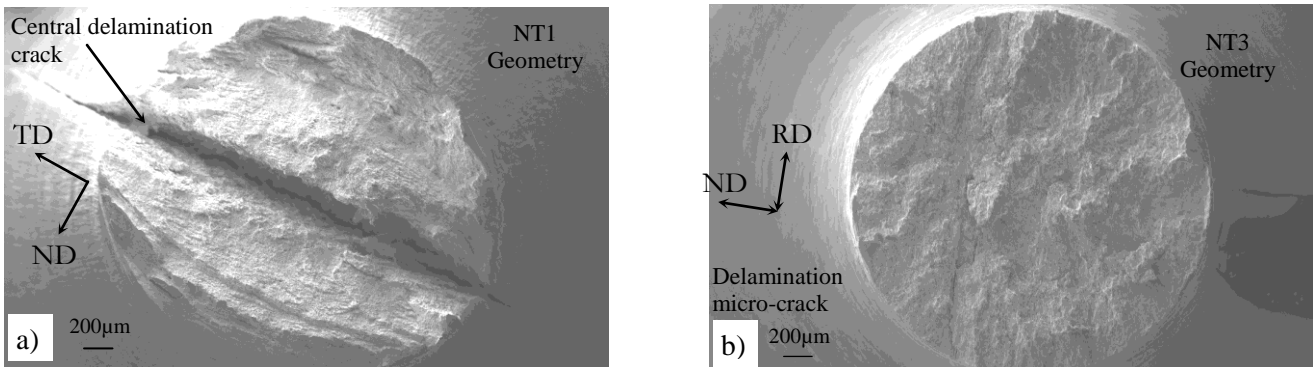 Central delamination
crack
NT1
Geometry
TD
ND
200µm
a)
NT3
Geometry
RD
ND
Delamination
micro-crack
200µm
b)